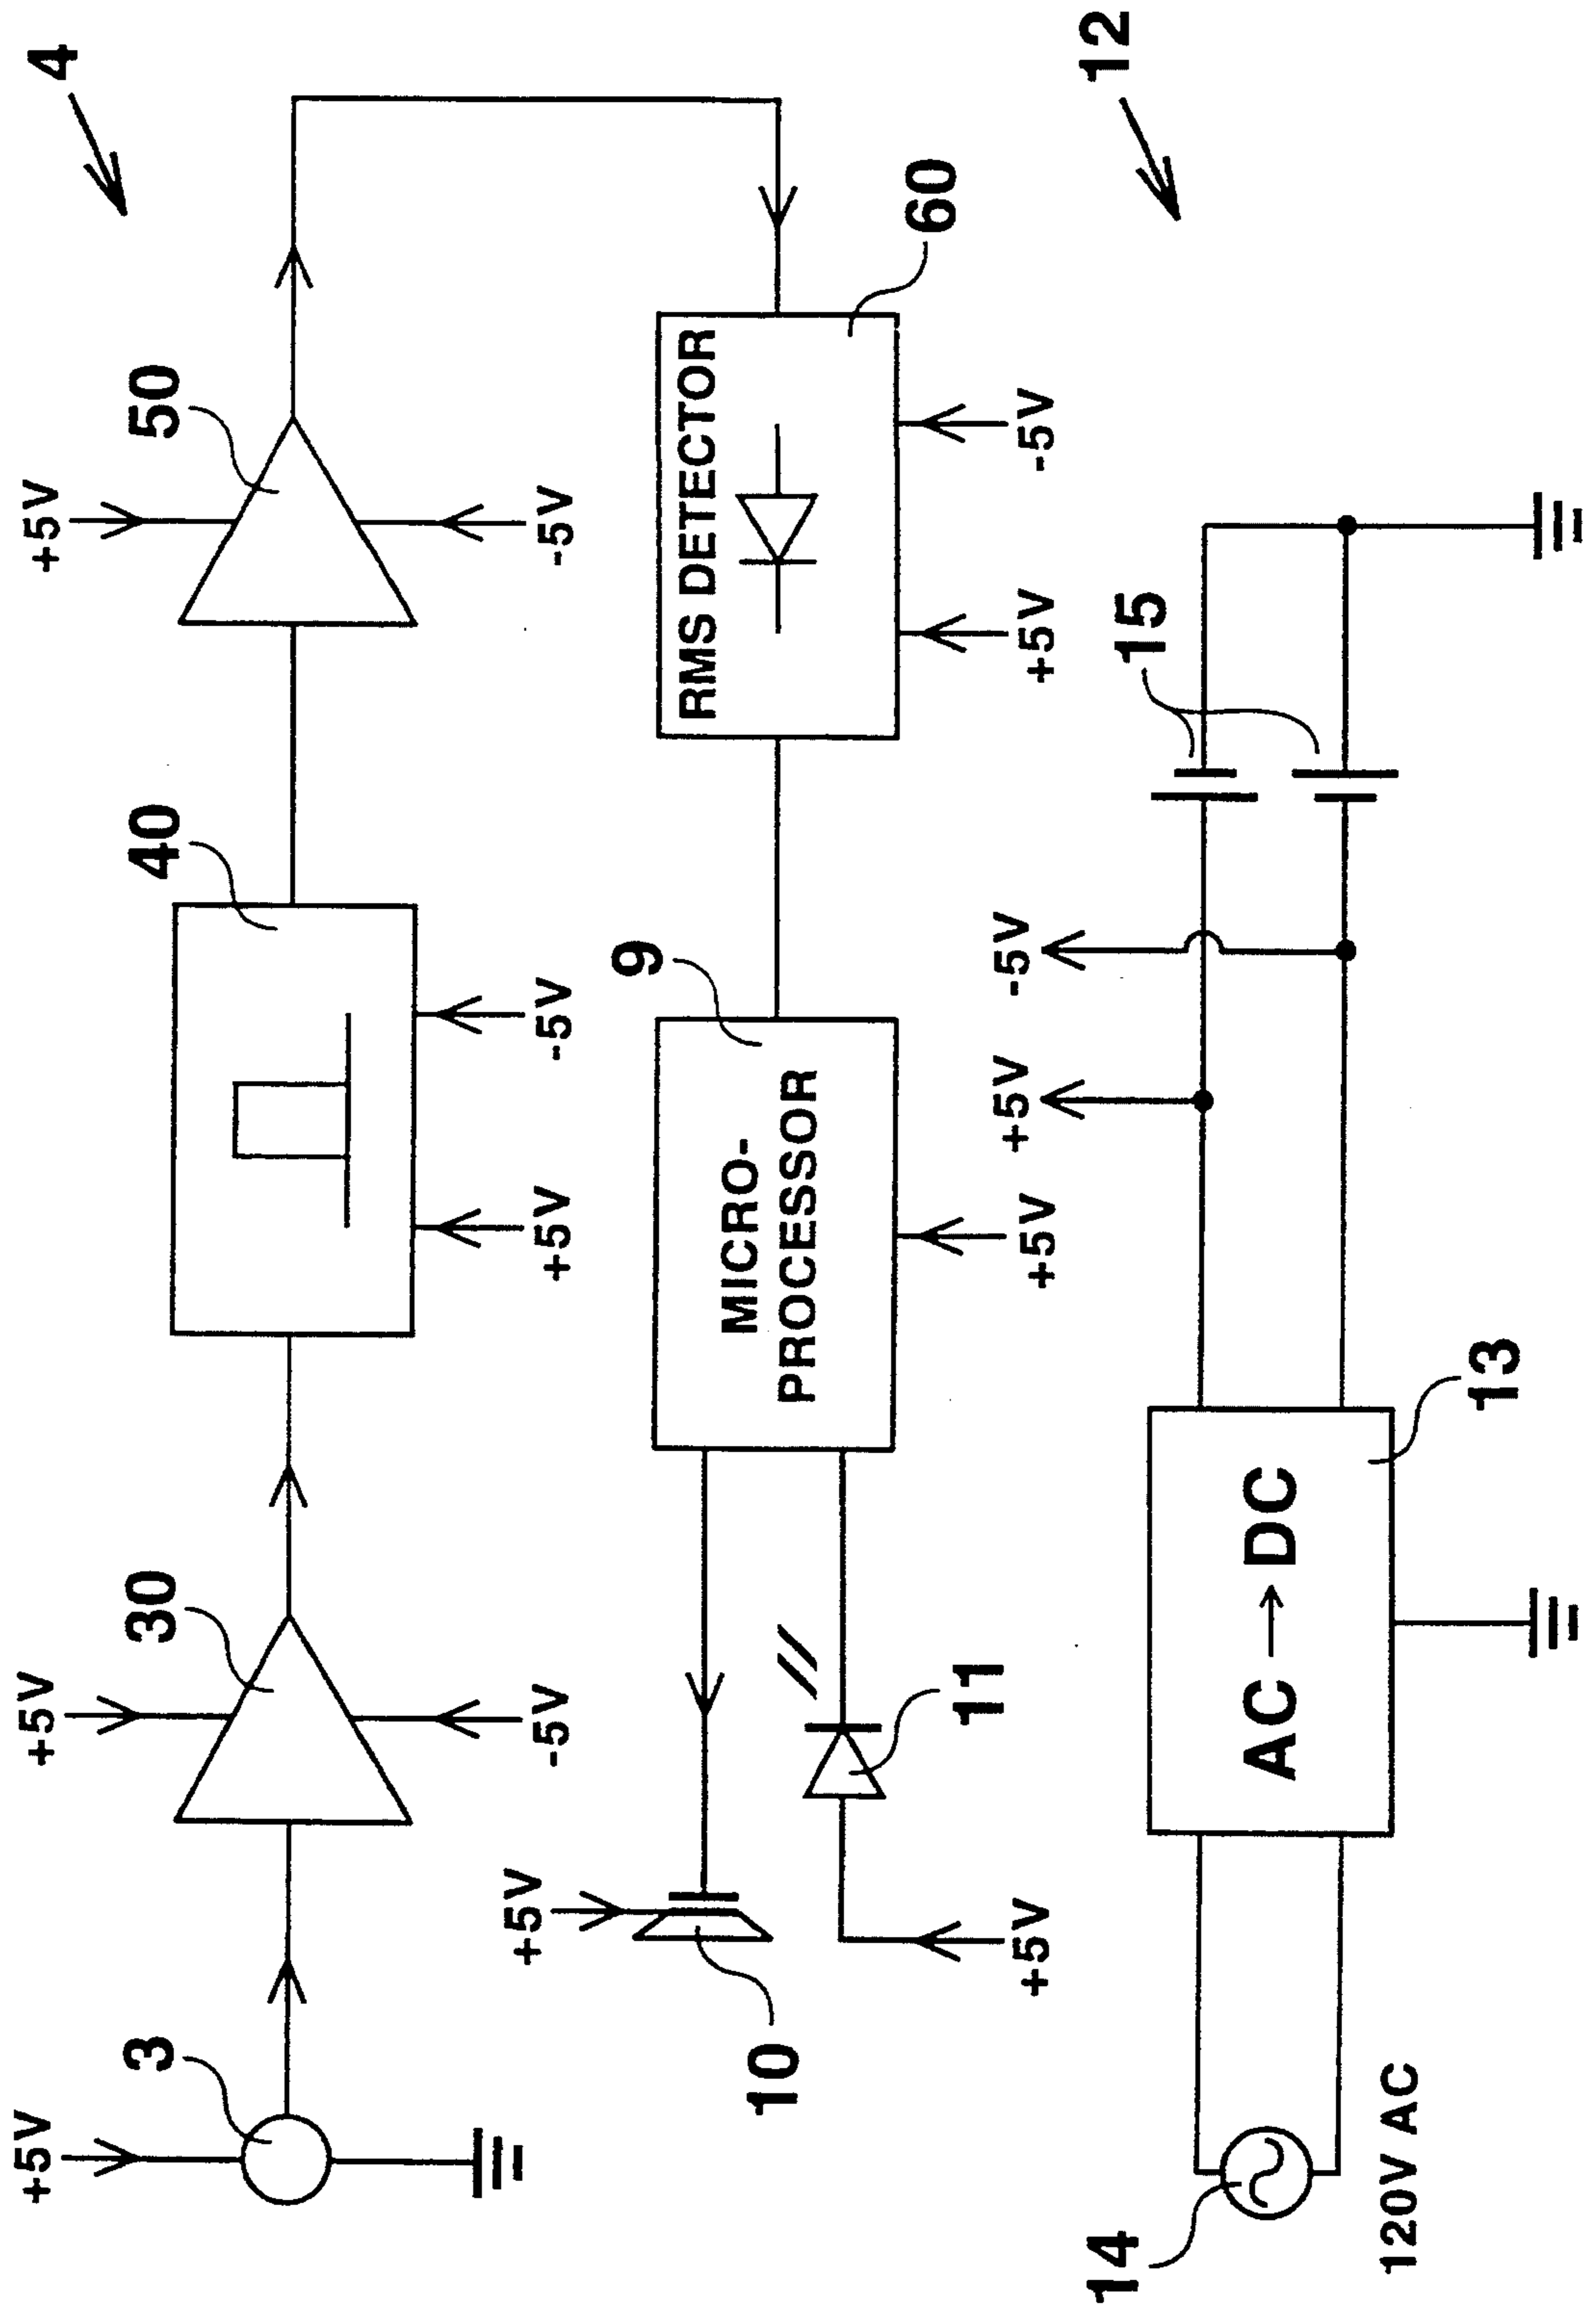 4
+5V
+5V
+5V
3
30
40
50
-5V
+5V
-5V
-5V
+5V
9
RMS DETECTOR
MICRO-
PROCESSOR
10
60
11
+5V
+5V
+5V
-5V
+5V
-5V
12
14
15
AC → DC
120V AC
13